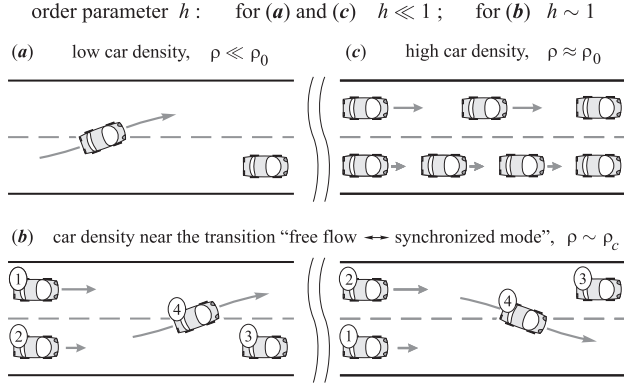 order parameter h : for (a) and (c) h ≪ 1 ; for (b) h ∼ 1
(a) low car density, ρ ≪ ρ₀
(c) high car density, ρ ≈ ρ₀
(b) car density near the transition “free flow ↔ synchronized mode”, ρ ∼ ρ_c
1
4
2
3
2
3
4
1